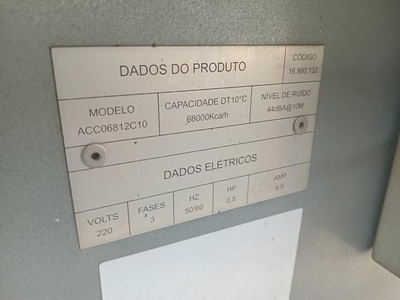 DADOS DO PRODUTO
CÓDIGO
16.980.132
MODELO
ACC06812C10
CAPACIDADE DT10°C
68000Kca/h
NÍVEL DE RUÍDO
44dBA@10M
DADOS ELÉTRICOS
VOLTS
220
FASES
3
HZ
50/60
HP
0,5
AMP